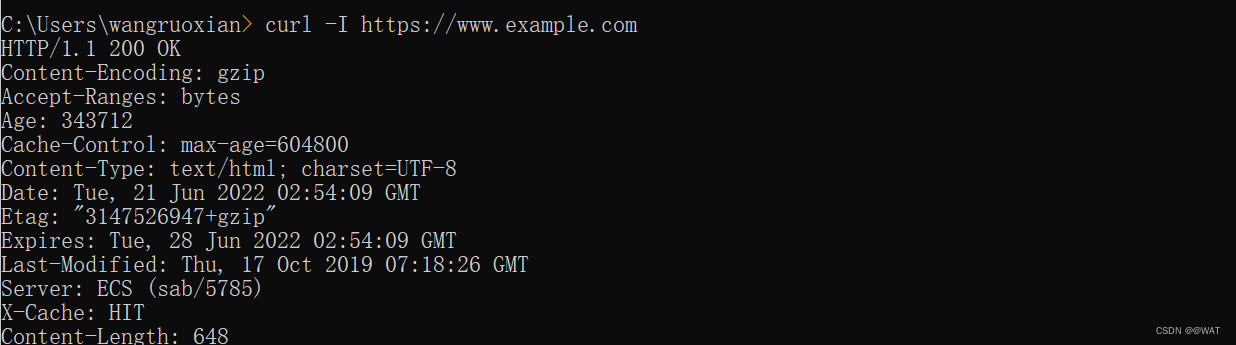 C:\Users\wangruoxian> curl -I https://www.example.com
HTTP/1.1 200 OK
Content-Encoding: gzip
Accept-Ranges: bytes
Age: 343712
Cache-Control: max-age=604800
Content-Type: text/html; charset=UTF-8
Date: Tue, 21 Jun 2022 02:54:09 GMT
Etag: "3147526947+gzip"
Expires: Tue, 28 Jun 2022 02:54:09 GMT
Last-Modified: Thu, 17 Oct 2019 07:18:26 GMT
Server: ECS (sab/5785)
X-Cache: HIT
Content-Length: 648
CSDN @@WAT